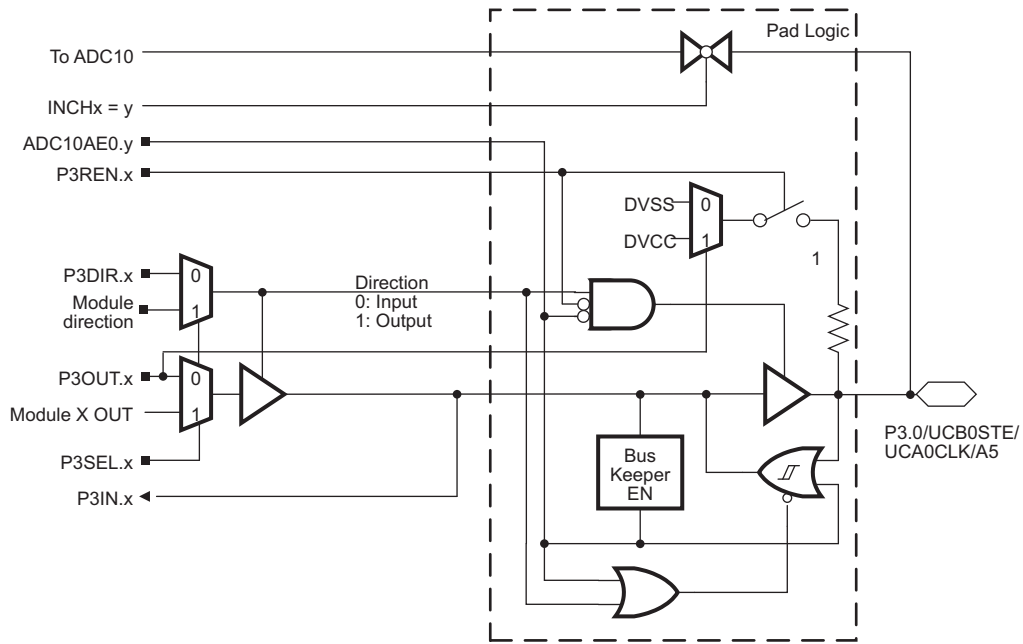 Pad Logic
To ADC10
INCHx = y
ADC10AE0.y
P3REN.x
DVSS
0
DVCC
1
1
P3DIR.x
0
Module
direction
1
Direction
0: Input
1: Output
P3OUT.x
0
Module X OUT
1
P3SEL.x
P3IN.x
Bus
Keeper
EN
P3.0/UCB0STE/
UCA0CLK/A5